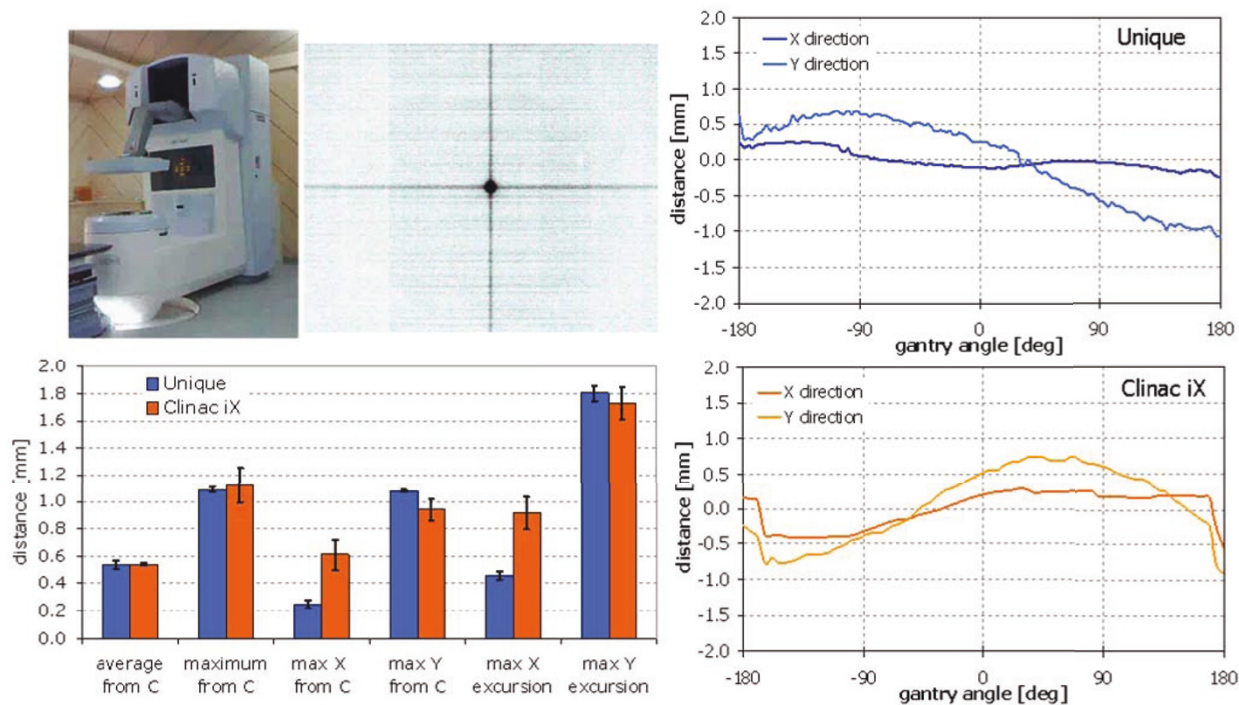 2.0
1.5
1.0
0.5
0.0
-0.5
-1.0
-1.5
-2.0
distance [mm]
X direction
Y direction
Unique
-180 -90 0 90 180
gantry angle [deg]
2.0
1.8
1.6
1.4
1.2
1.0
0.8
0.6
0.4
0.2
0.0
distance [mm]
Unique
Clinac iX
average from C
maximum from C
max X from C
max Y from C
max X excursion
max Y excursion
2.0
1.5
1.0
0.5
0.0
-0.5
-1.0
-1.5
-2.0
distance [mm]
X direction
Y direction
Clinac iX
-180 -90 0 90 180
gantry angle [deg]